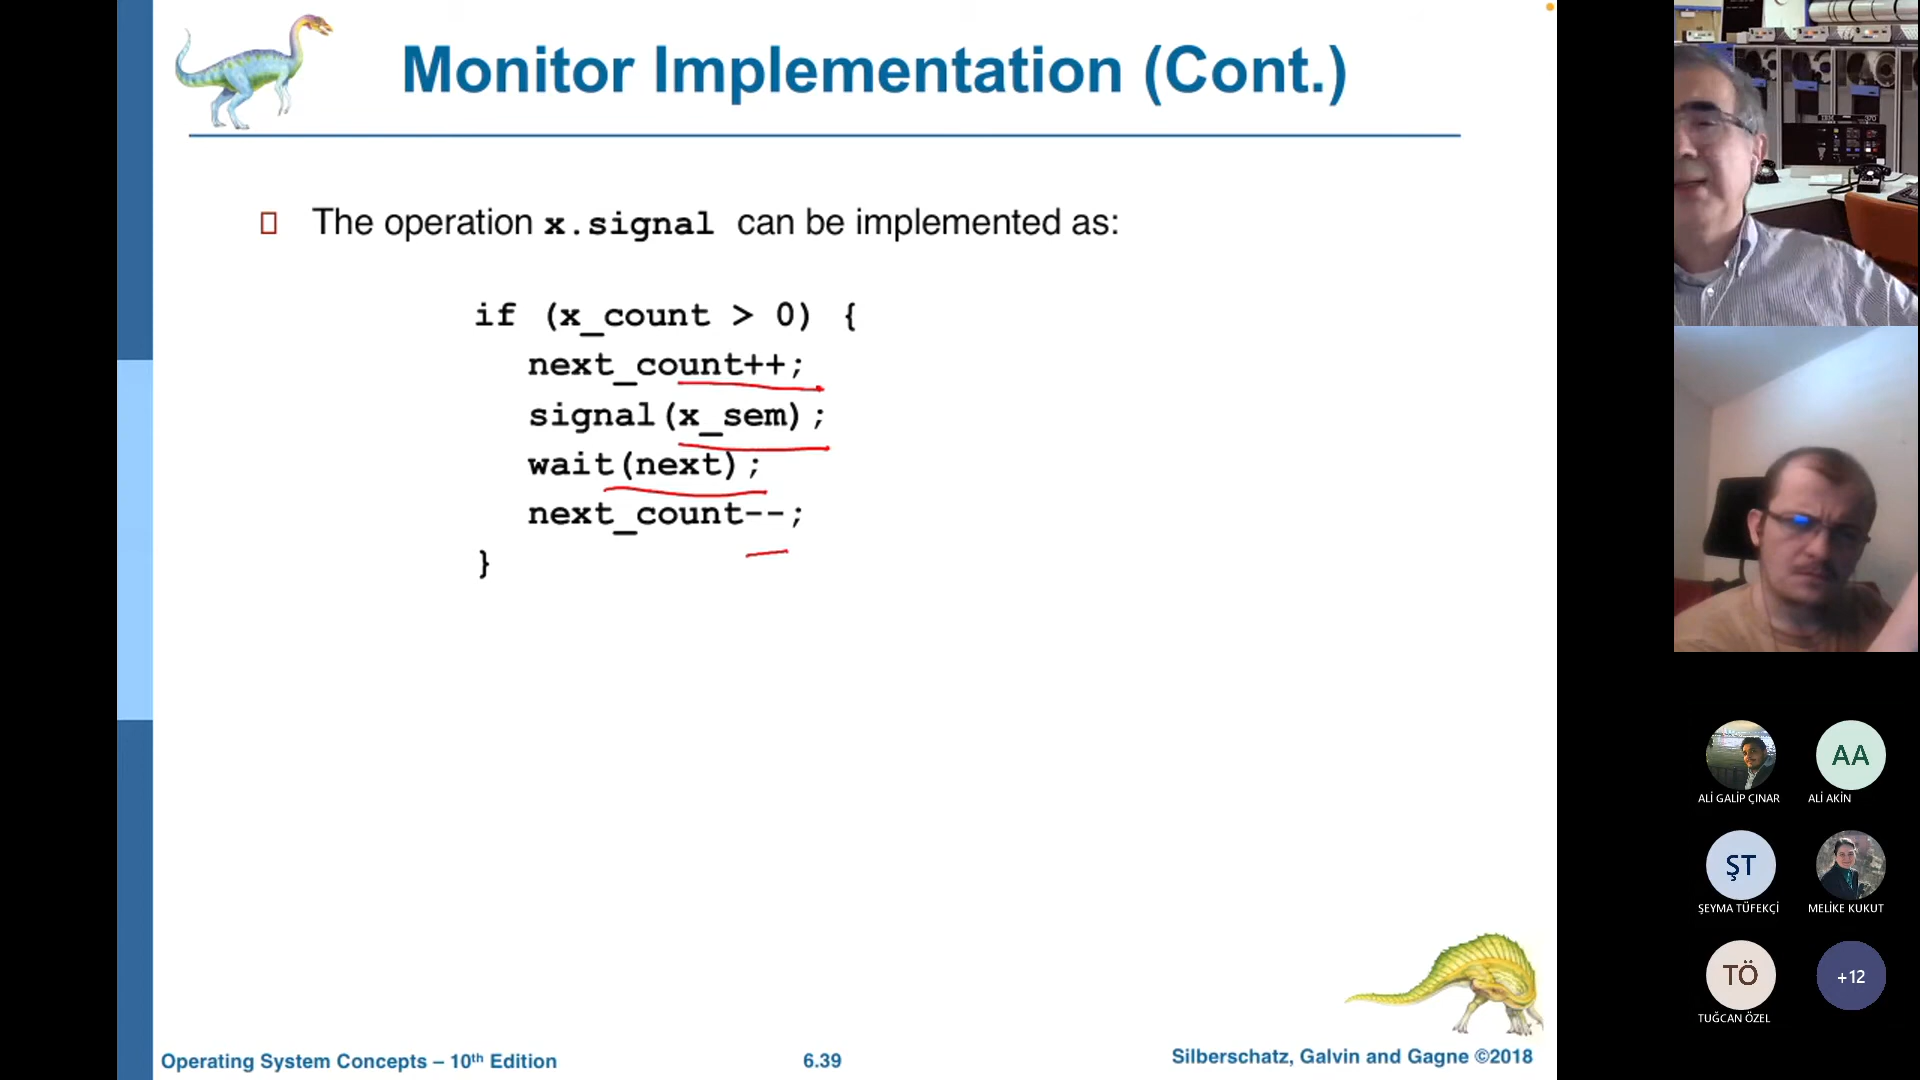 Monitor Implementation (Cont.)
The operation x.signal can be implemented as:
if (x_count > 0) {
next_count++;
signal(x_sem);
wait(next);
next_count--;
}
Operating System Concepts – 10th Edition
6.39
Silberschatz, Galvin and Gagne ©2018
AA
ALİ GALİP ÇINAR
ALİ AKİN
ŞT
ŞEYMA TÜFEKÇİ
MELİKE KUKUT
TÖ
+12
TUĞCAN ÖZEL